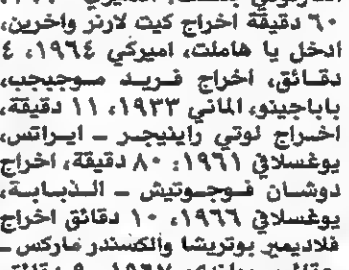 ٦٠ دقيقة اخراج كيت لارنر واخرين،
ادخل يا هاملت، اميركي ١٩٦٤، ٤
دقائق، اخراج فريد موجيجب،
باباجينو، الماني ١٩٣٣، ١١ دقيقة،
اخراج لوتي راينيجر ـ ايراتس،
يوغسلافي ١٩٦١: ٨٠ دقيقة، اخراج
دوشان فوجوتيش ـ الذبابة،
يوغسلافي ١٩٦٦، ١٠ دقائق اخراج
فلاديمير بوتريشا والكسندر ماركس ـ